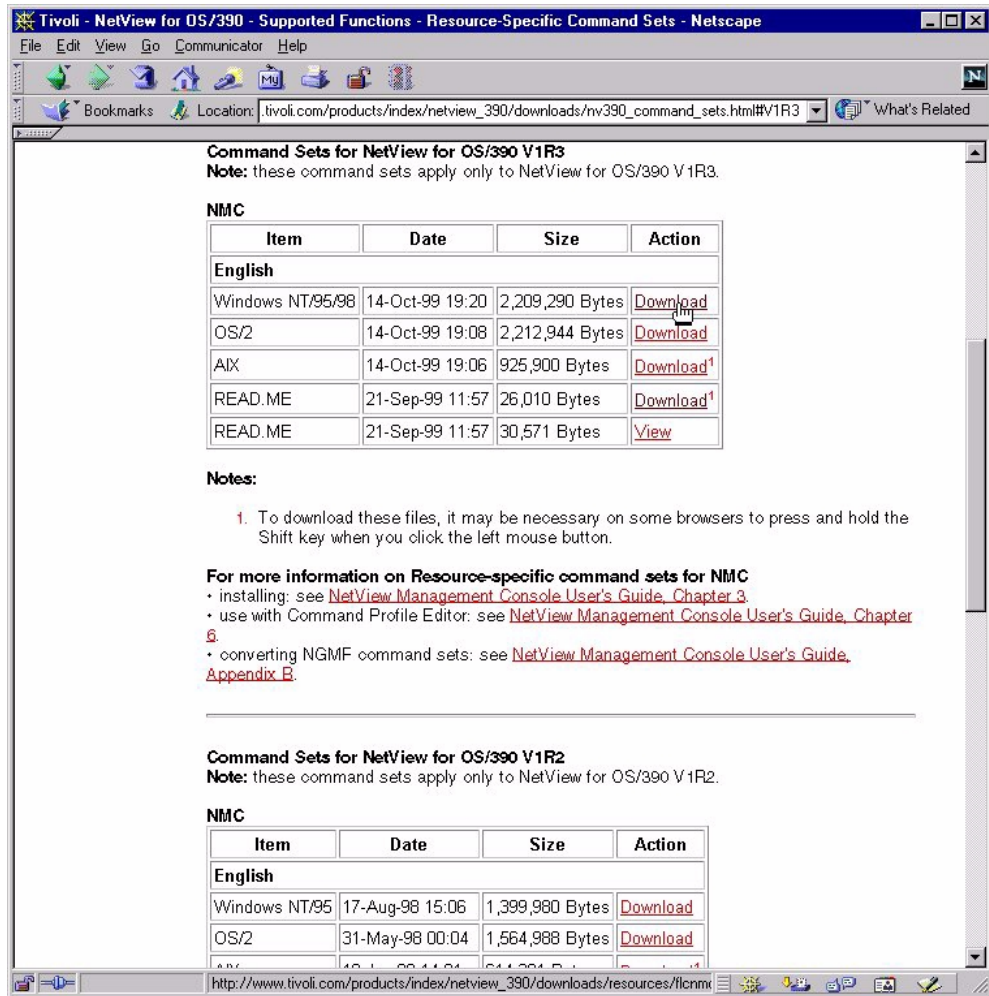 Tivoli - NetView for OS/390 - Supported Functions - Resource-Specific Command Sets - Netscape
File Edit View Go Communicator Help
My N
Bookmarks Location: .tivoli.com/products/index/netview_390/downloads/nv390_command_sets.html#V1R3 What's Related
Command Sets for NetView for OS/390 V1R3
Note: these command sets apply only to NetView for OS/390 V1R3.
NMC
Item Date Size Action
English
Windows NT/95/98 14-Oct-99 19:20 2,209,290 Bytes Download
OS/2 14-Oct-99 19:08 2,212,944 Bytes Download
AIX 14-Oct-99 19:06 925,900 Bytes Download1
READ.ME 21-Sep-99 11:57 26,010 Bytes Download1
READ.ME 21-Sep-99 11:57 30,571 Bytes View
Notes:
1. To download these files, it may be necessary on some browsers to press and hold the
Shift key when you click the left mouse button.
For more information on Resource-specific command sets for NMC
• installing: see NetView Management Console User's Guide, Chapter 3.
• use with Command Profile Editor: see NetView Management Console User's Guide, Chapter
6.
• converting NGMF command sets: see NetView Management Console User's Guide,
Appendix B.
Command Sets for NetView for OS/390 V1R2
Note: these command sets apply only to NetView for OS/390 V1R2.
NMC
Item Date Size Action
English
Windows NT/95 17-Aug-98 15:06 1,399,980 Bytes Download
OS/2 31-May-98 00:04 1,564,988 Bytes Download
http://www.tivoli.com/products/index/netview_390/downloads/resources/flcnm